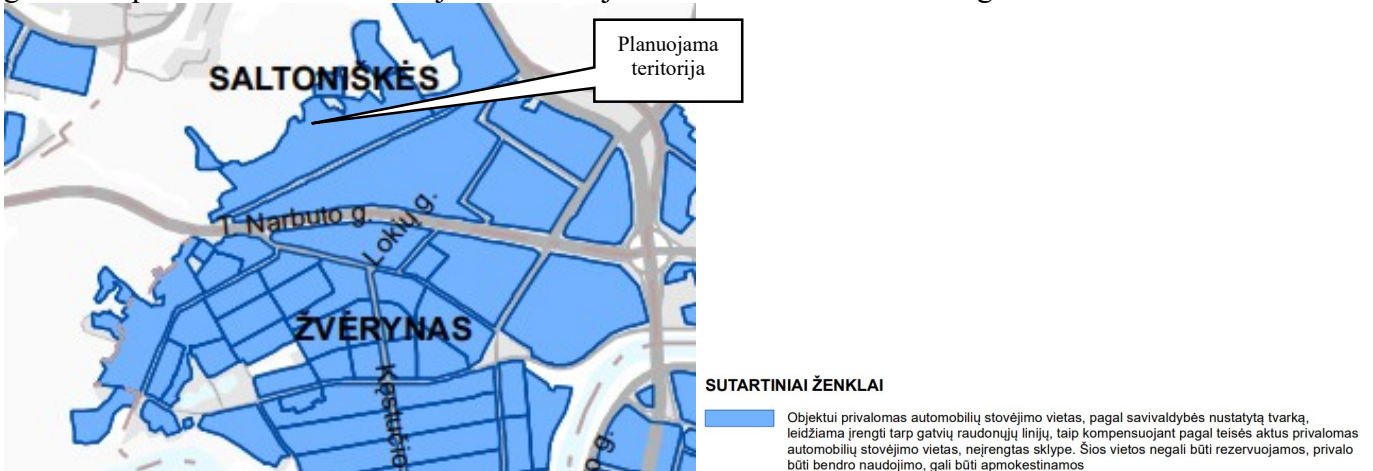 Planuojama
teritorija
SALTONIŠKĖS
T. Narbuto g.
Lokių g.
ŽVĖRYNAS
Kęstučio
o g.
SUTARTINIAI ŽENKLAI
Objektui privalomas automobilių stovėjimo vietas, pagal savivaldybės nustatytą tvarką,
leidžiama įrengti tarp gatvių raudonųjų linijų, taip kompensuojant pagal teisės aktus privalomas
automobilių stovėjimo vietas, neįrengtas sklype. Šios vietos negali būti rezervuojamos, privalo
būti bendro naudojimo, gali būti apmokestinamos